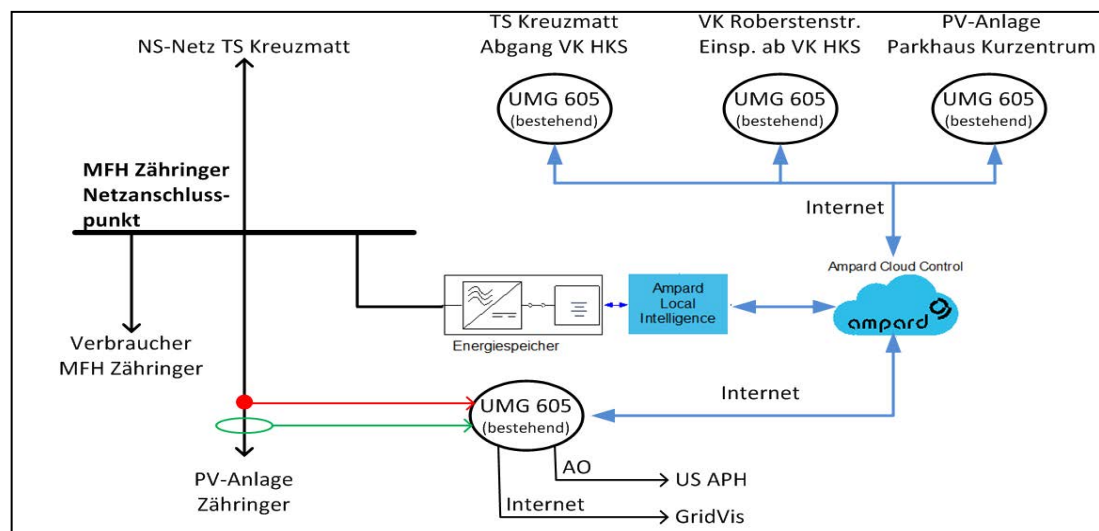 NS-Netz TS Kreuzmatt
TS Kreuzmatt
Abgang VK HKS
VK Roberstenstr.
Einsp. ab VK HKS
PV-Anlage
Parkhaus Kurzentrum
UMG 605
(bestehend)
UMG 605
(bestehend)
UMG 605
(bestehend)
MFH Zähringer
Netzanschluss-
punkt
Internet
Ampard Cloud Control
ampard
Ampard
Local
Intelligence
Energiespeicher
Verbraucher
MFH Zähringer
Internet
UMG 605
(bestehend)
PV-Anlage
Zähringer
AO
US APH
Internet
GridVis